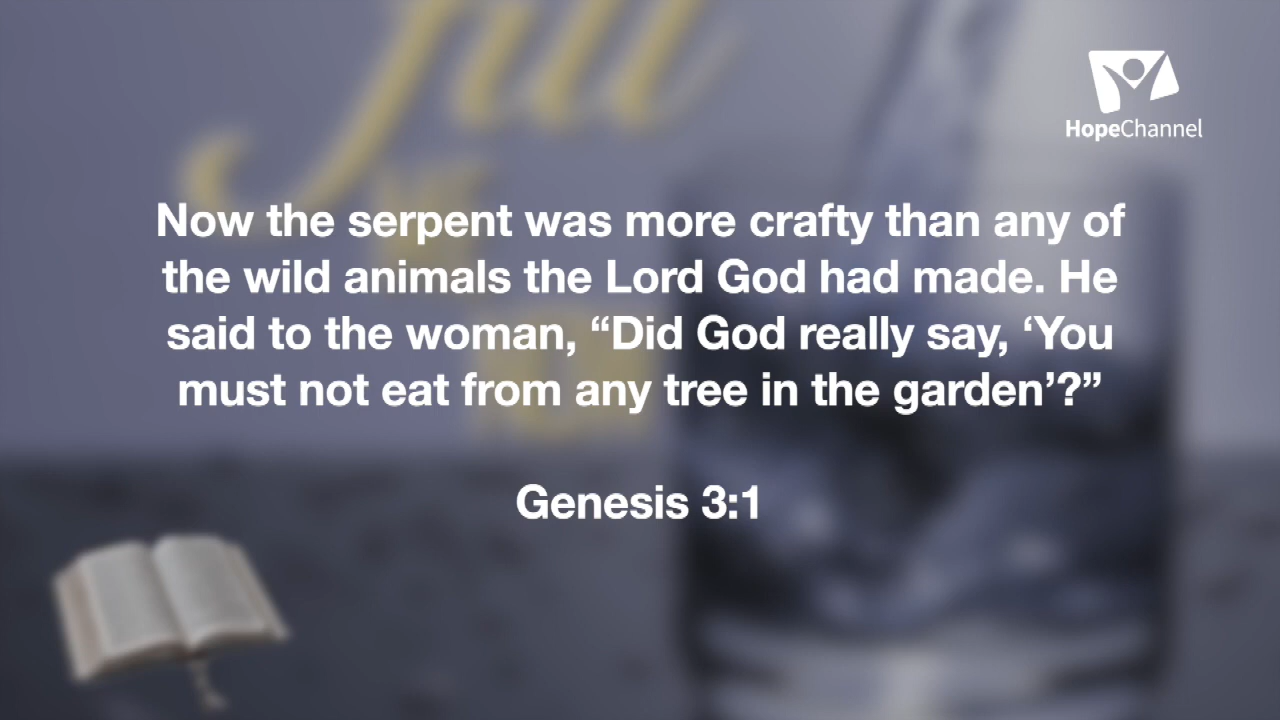 fill
HopeChannel
Now the serpent was more crafty than any of
the wild animals the Lord God had made. He
said to the woman, “Did God really say, ‘You
must not eat from any tree in the garden’?”
Genesis 3:1